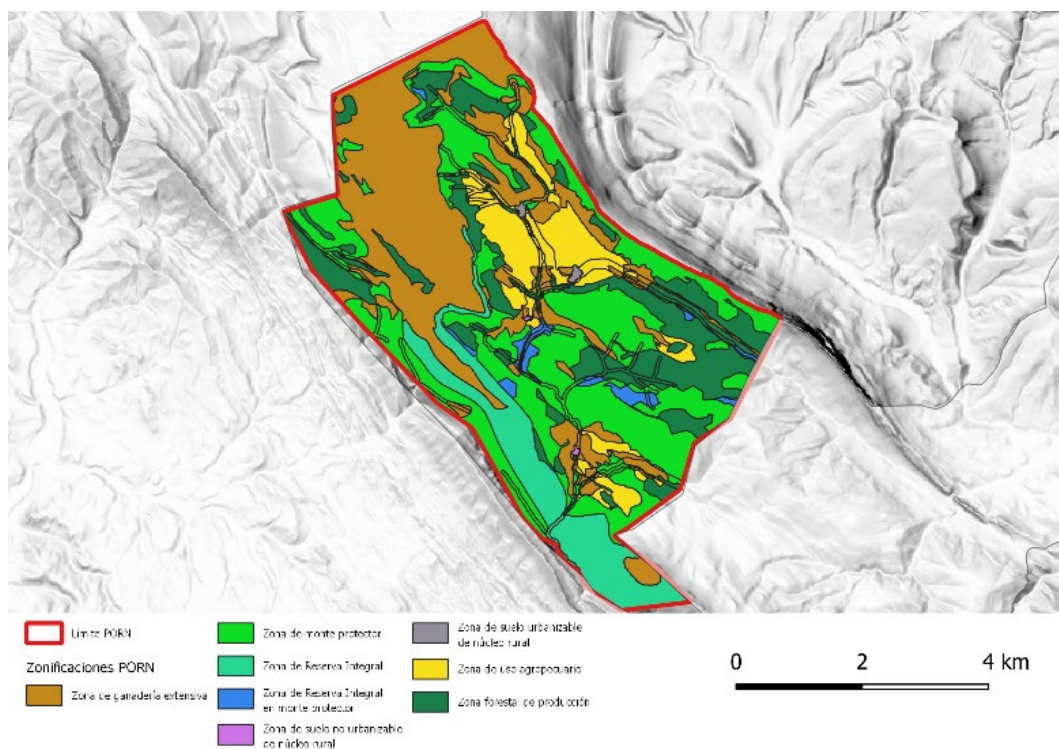 Límite PORN
Zonificaciones PORN
Zona de ganadería extensiva
Zona de monte protector
Zona de Reserva Integral
Zona de Reserva Integral
en monte protector
Zona de suelo no urbanizable
de núcleo rural
Zona de suelo urbanizable
de núcleo rural
Zona de uso agropecuario
Zona forestal de producción
0 2 4 km